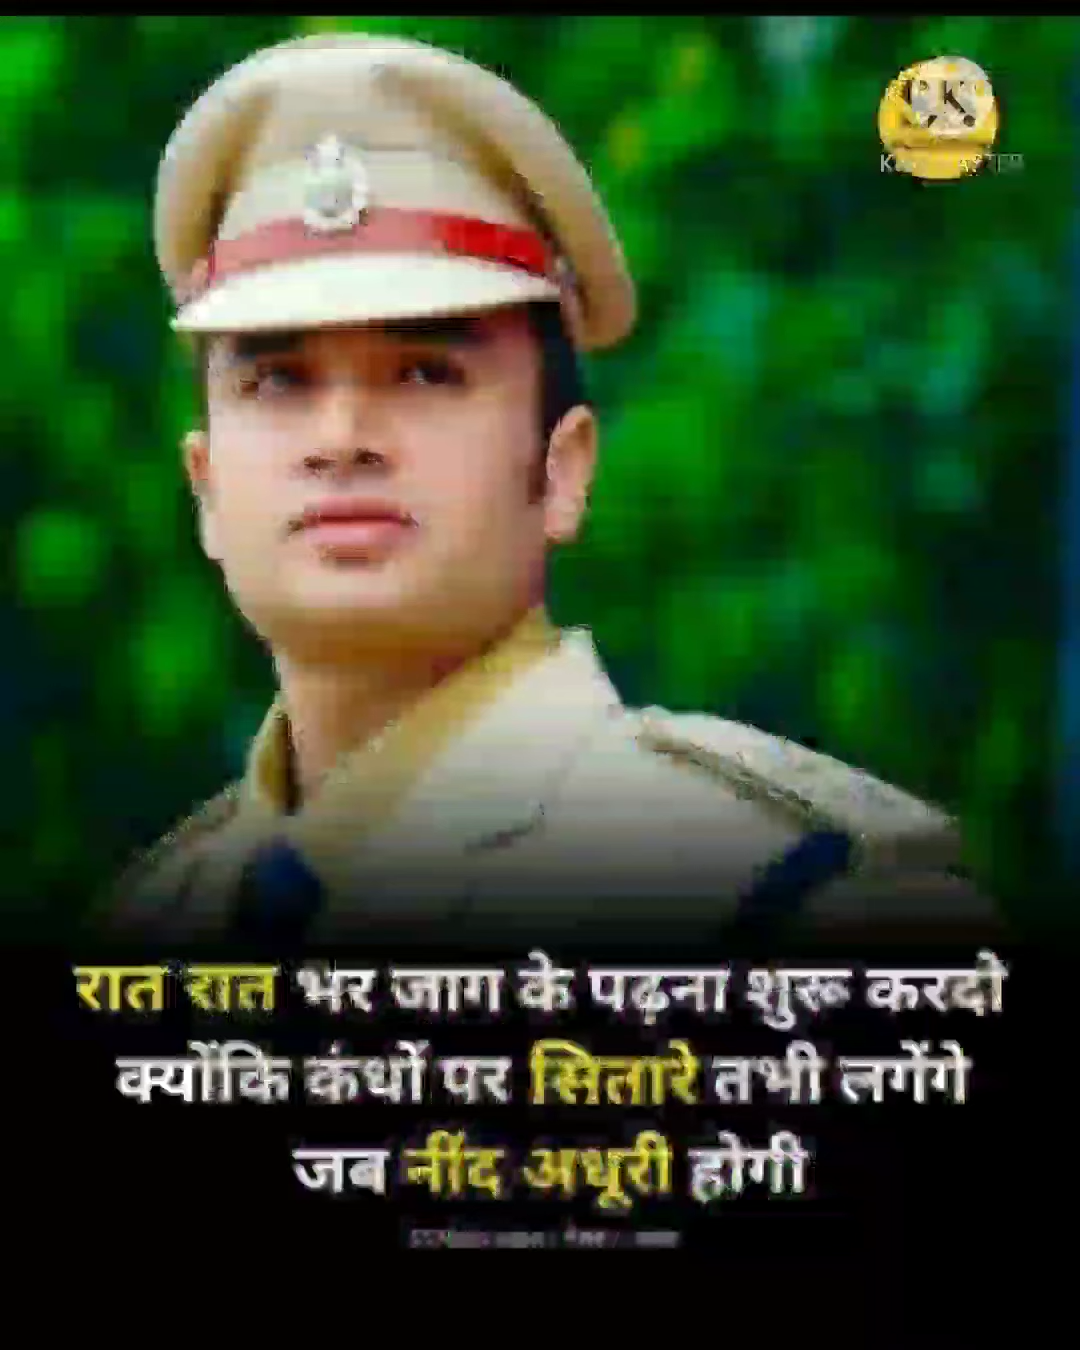 रात रात भर जाग के पढ़ना शुरू करदो
क्योंकि कंधों पर सितारे तभी लगेंगे
जब नींद अधूरी होगी